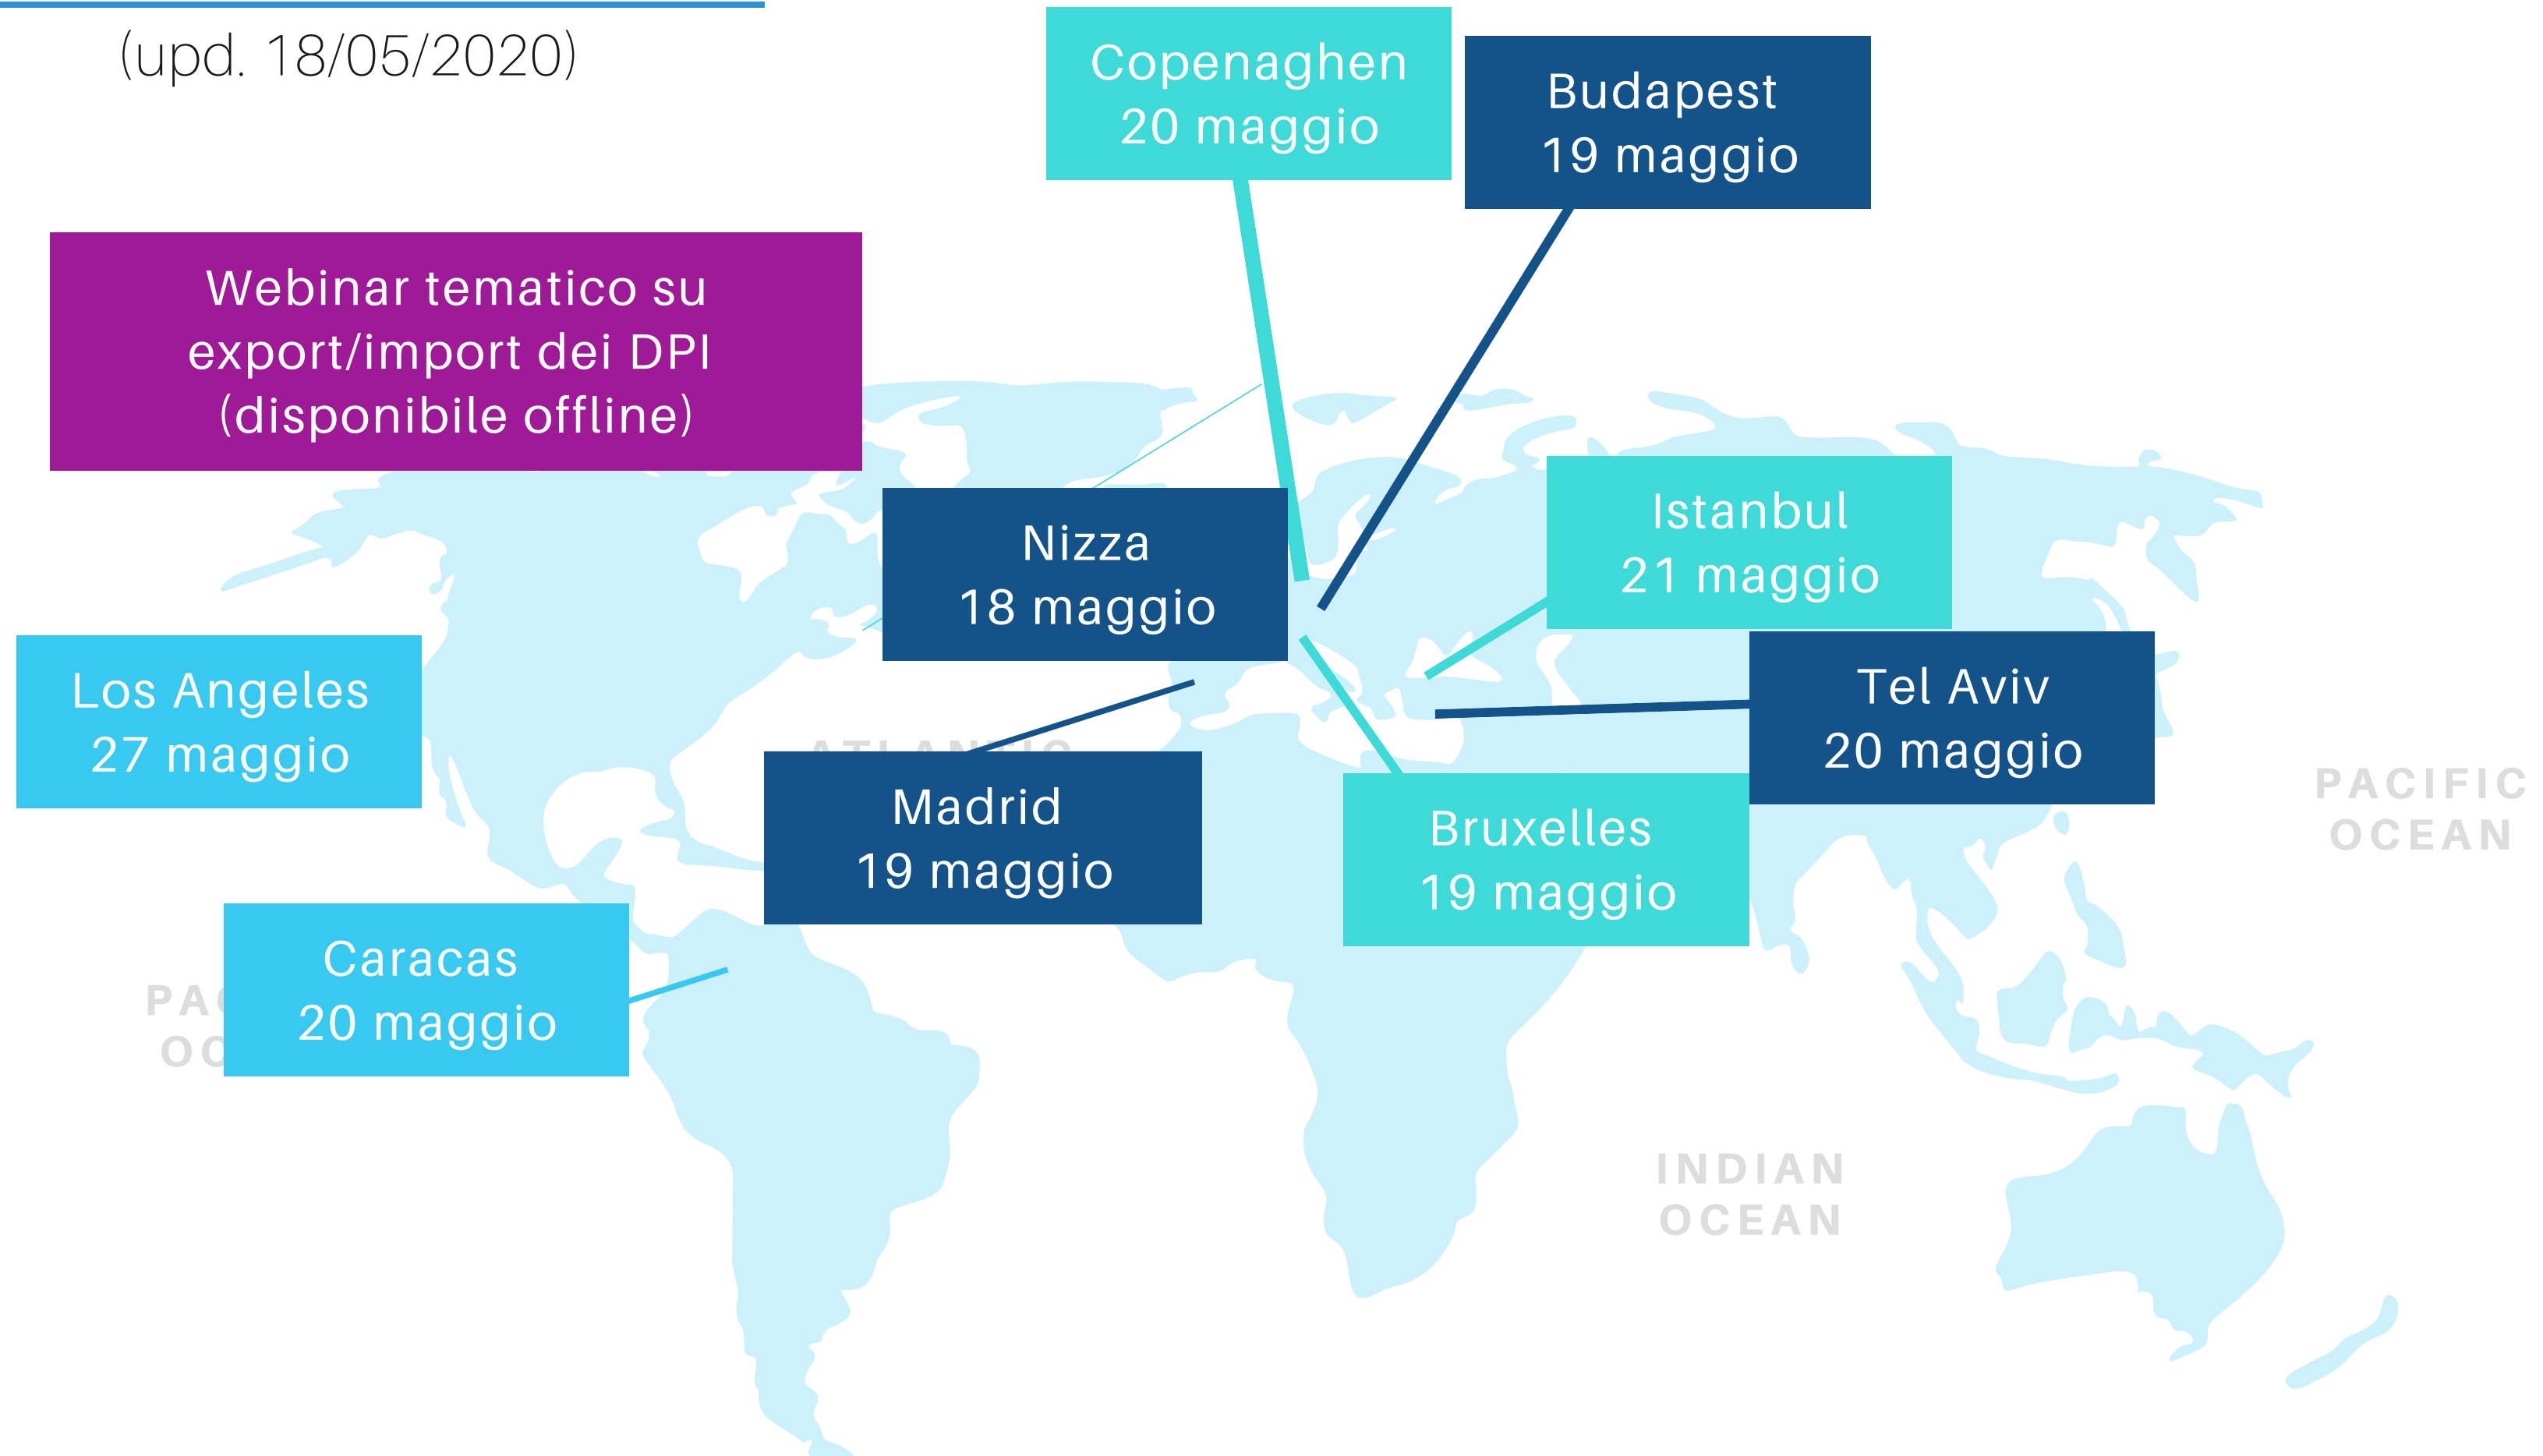 (upd. 18/05/2020)
Copenaghen
20 maggio
Budapest
19 maggio
Webinar tematico su
export/import dei DPI
(disponibile offline)
Nizza
18 maggio
Istanbul
21 maggio
Los Angeles
27 maggio
Tel Aviv
20 maggio
ATLANTIC
Madrid
19 maggio
Bruxelles
19 maggio
PACIFIC
OCEAN
Caracas
20 maggio
INDIAN
OCEAN